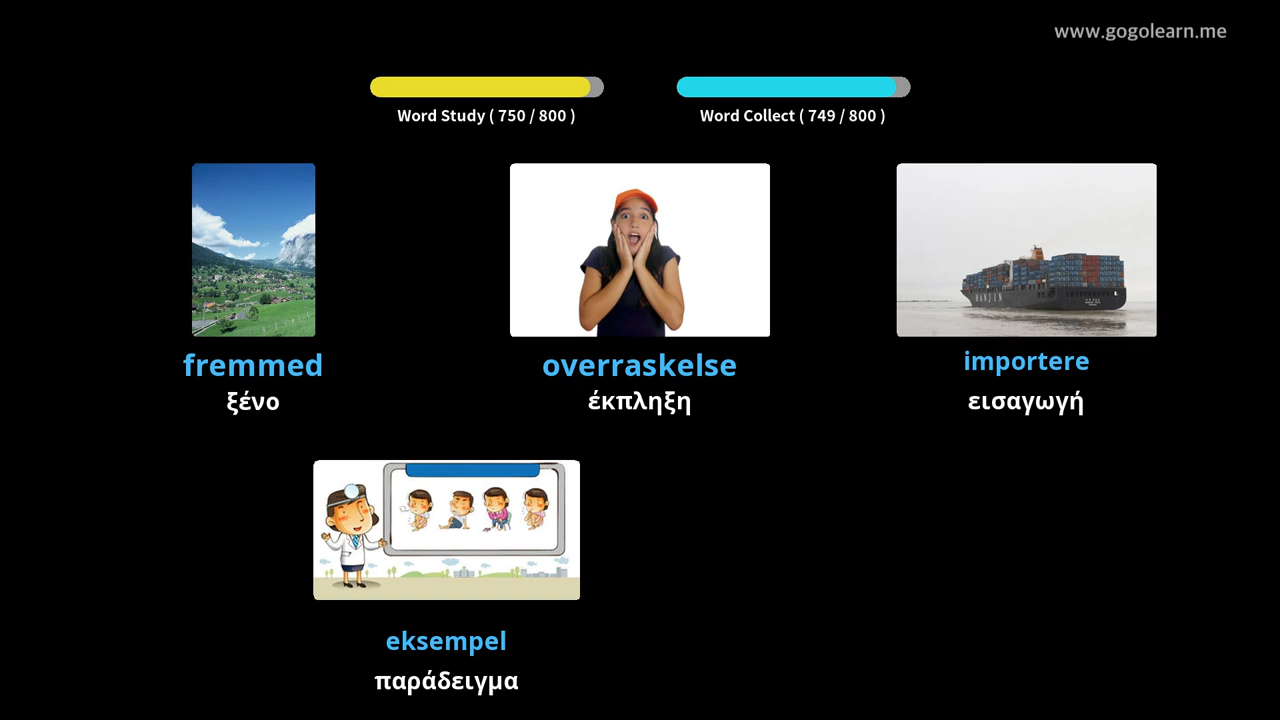 www.gogolearn.me
Word Study ( 750 / 800 )
Word Collect ( 749 / 800 )
HANJIN
fremmed
overraskelse
importere
ξένο
έκπληξη
εισαγωγή
eksempel
παράδειγμα